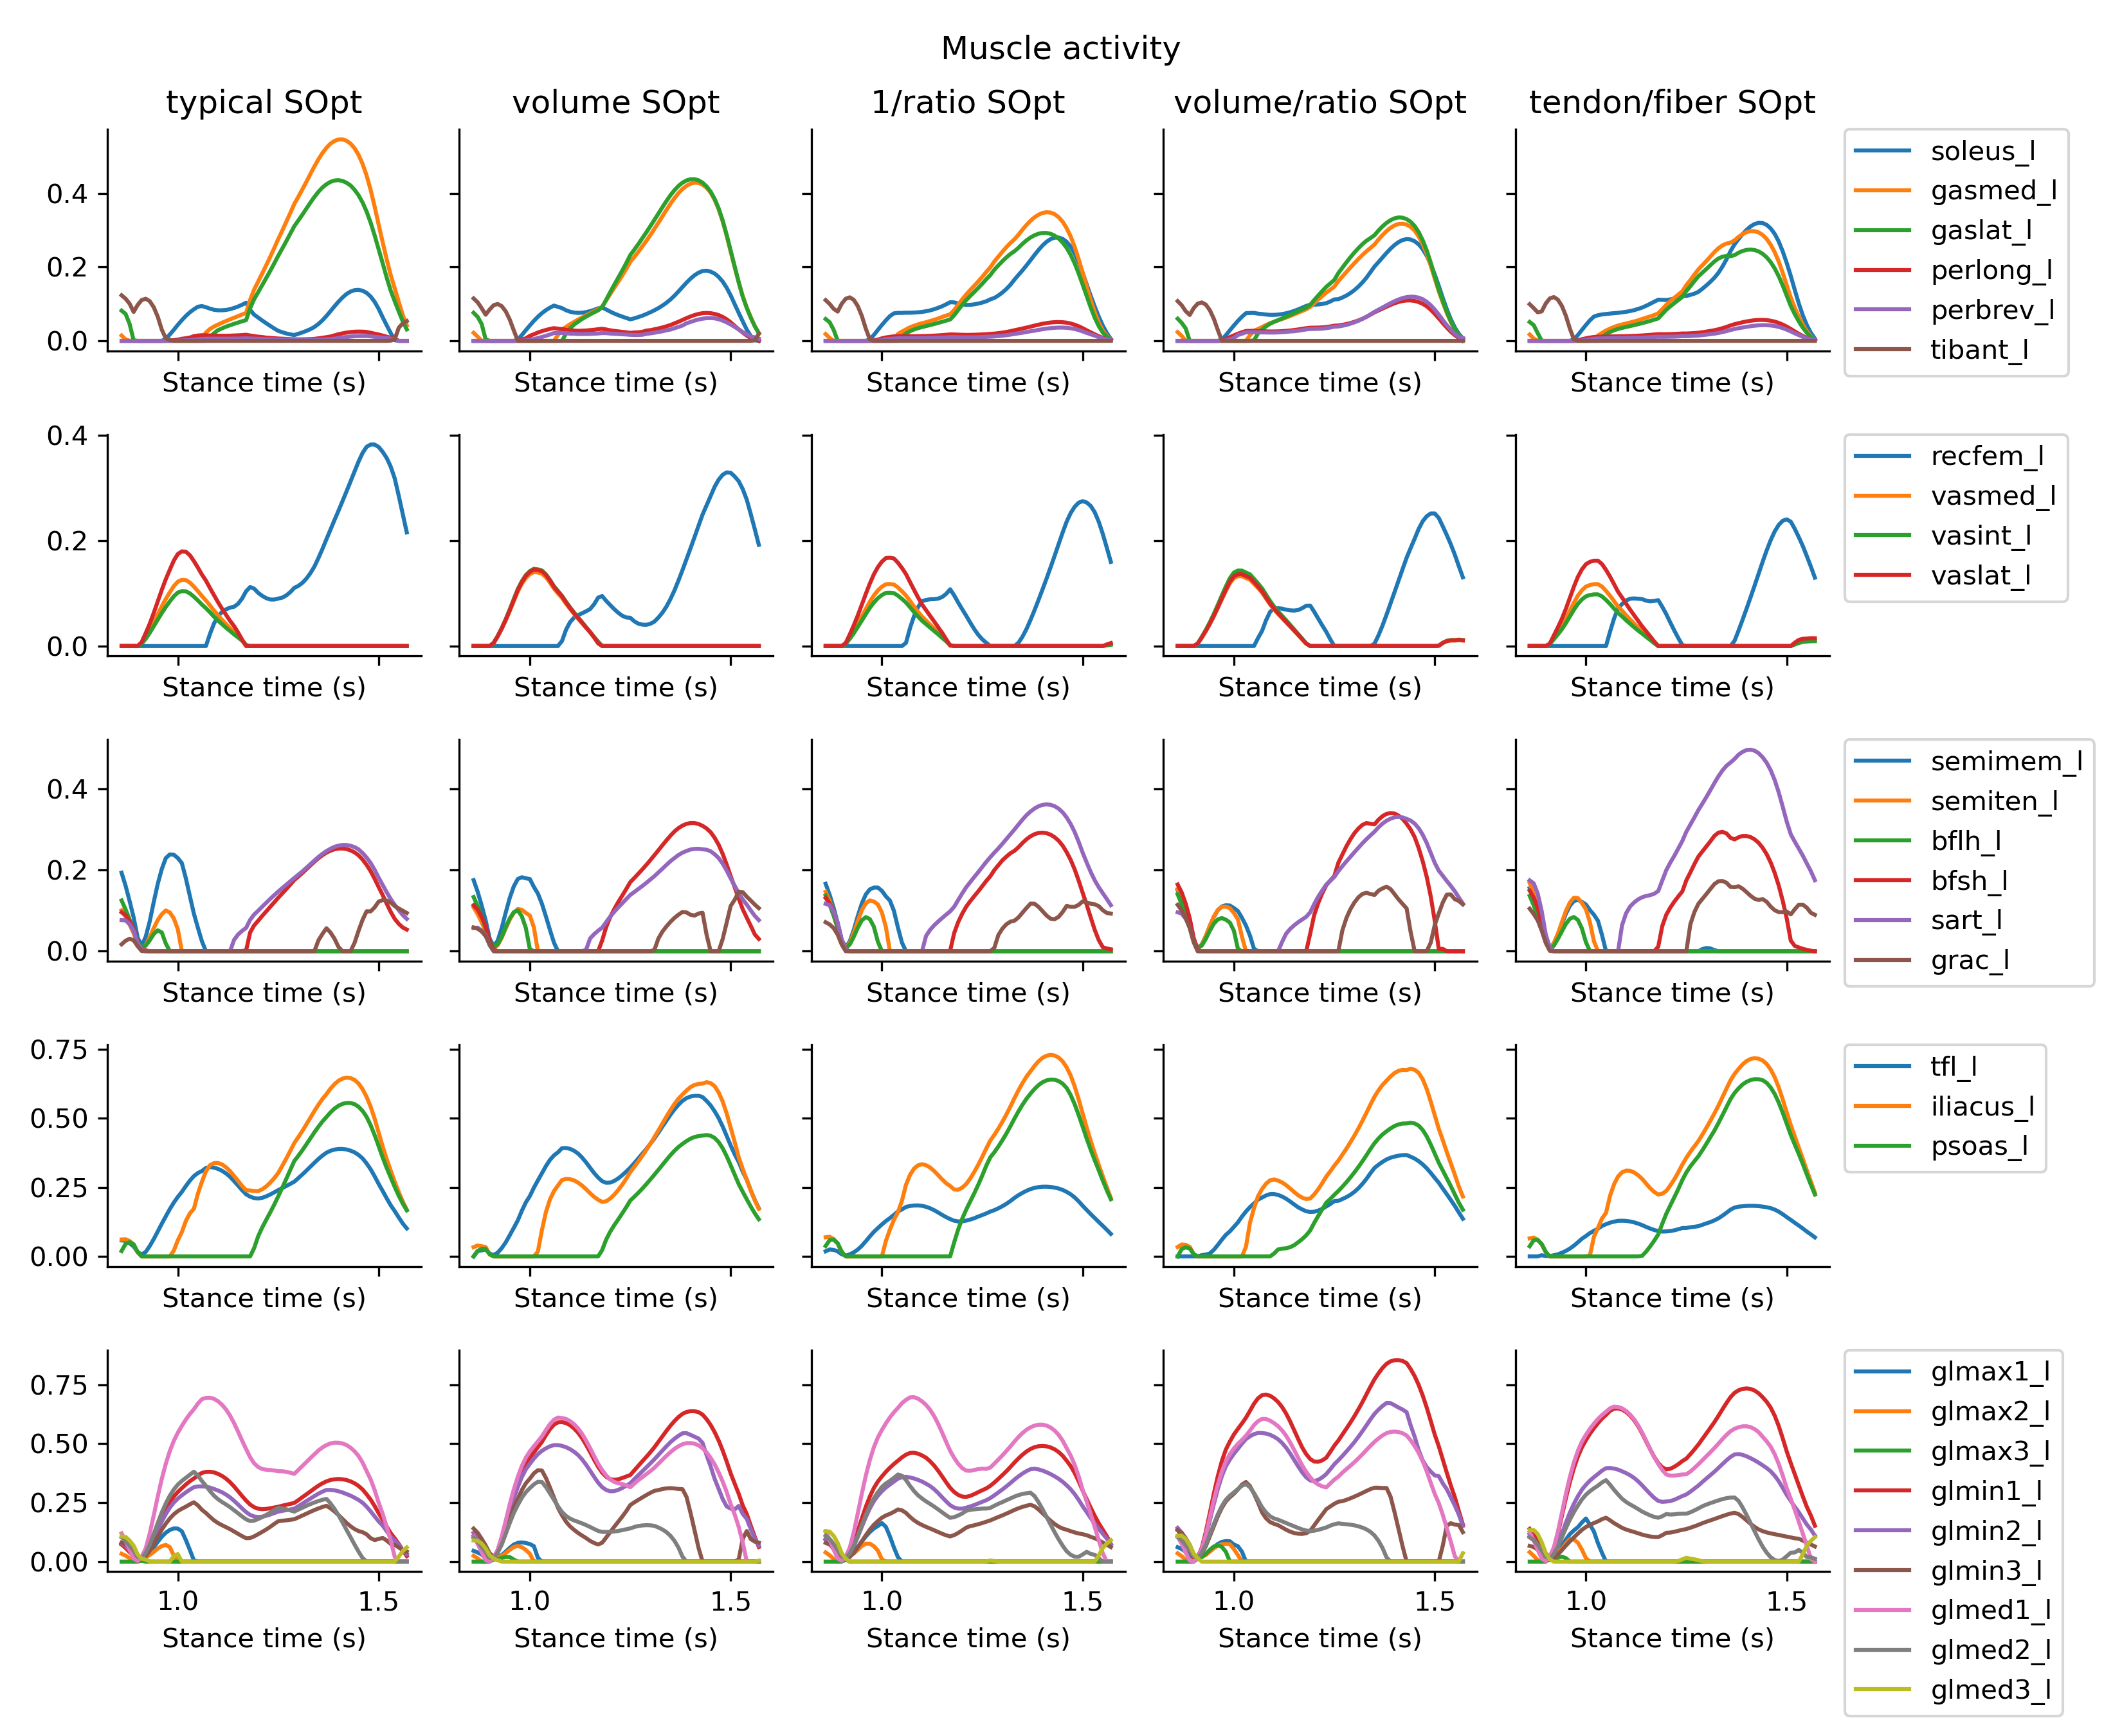 Muscle activity
typical SOpt
volume SOpt
1/ratio SOpt
volume/ratio SOpt
tendon/fiber SOpt
0.4
0.2
0.0
Stance time (s)
Stance time (s)
Stance time (s)
Stance time (s)
Stance time (s)
soleus_l
gasmed_l
gaslat_l
perlong_l
perbrev_l
tibant_l
0.4
0.2
0.0
Stance time (s)
Stance time (s)
Stance time (s)
Stance time (s)
Stance time (s)
recfem_l
vasmed_l
vasint_l
vaslat_l
0.4
0.2
0.0
Stance time (s)
Stance time (s)
Stance time (s)
Stance time (s)
Stance time (s)
semimem_l
semiten_l
bflh_l
bfsh_l
sart_l
grac_l
0.75
0.50
0.25
0.00
Stance time (s)
Stance time (s)
Stance time (s)
Stance time (s)
Stance time (s)
tfl_l
iliacus_l
psoas_l
0.75
0.50
0.25
0.00
1.0 1.5
1.0 1.5
1.0 1.5
1.0 1.5
1.0 1.5
Stance time (s)
Stance time (s)
Stance time (s)
Stance time (s)
Stance time (s)
glmax1_l
glmax2_l
glmax3_l
glmin1_l
glmin2_l
glmin3_l
glmed1_l
glmed2_l
glmed3_l